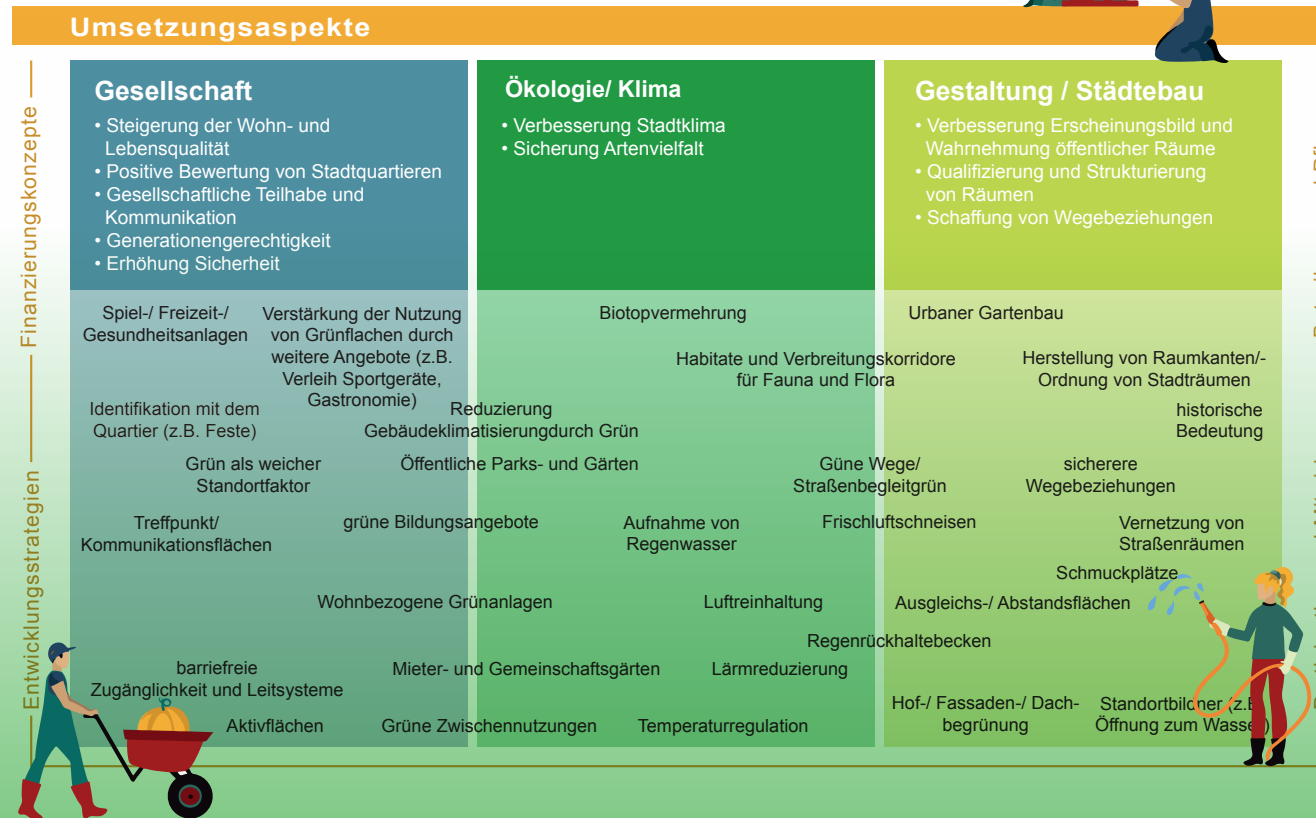 Umsetzungsaspekte
Finanzierungskonzepte
Entwicklungsstrategien
Gesellschaft
• Steigerung der Wohn- und
Lebensqualität
• Positive Bewertung von Stadtquartieren
• Gesellschaftliche Teilhabe und
Kommunikation
• Generationengerechtigkeit
• Erhöhung Sicherheit
Ökologie/ Klima
• Verbesserung Stadtklima
• Sicherung Artenvielfalt
Gestaltung / Städtebau
• Verbesserung Erscheinungsbild und
Wahrnehmung öffentlicher Räume
• Qualifizierung und Strukturierung
von Räumen
• Schaffung von Wegebeziehungen
Spiel-/ Freizeit-/
Gesundheitsanlagen
Verstärkung der Nutzung
von Grünflachen durch
weitere Angebote (z.B.
Verleih Sportgeräte,
Gastronomie)
Biotopvermehrung
Urbaner Gartenbau
Habitate und Verbreitungskorridore
für Fauna und Flora
Herstellung von Raumkanten/-
Ordnung von Stadträumen
Identifikation mit dem
Quartier (z.B. Feste)
Reduzierung
Gebäudeklimatisierungdurch Grün
historische
Bedeutung
Grün als weicher
Standortfaktor
Öffentliche Parks- und Gärten
Güne Wege/
Straßenbegleitgrün
sicherere
Wegebeziehungen
Treffpunkt/
Kommunikationsflächen
grüne Bildungsangebote
Aufnahme von
Regenwasser
Frischluftschneisen
Vernetzung von
Straßenräumen
Schmuckplätze
Wohnbezogene Grünanlagen
Luftreinhaltung
Ausgleichs-/ Abstandsflächen
Regenrückhaltebecken
barriefreie
Zugänglichkeit und Leitsysteme
Mieter- und Gemeinschaftsgärten
Lärmreduzierung
Hof-/ Fassaden-/ Dach-
begrünung
Standortbilder (z.B.
Öffnung zum Wasser)
Aktivflächen
Grüne Zwischennutzungen
Temperaturregulation